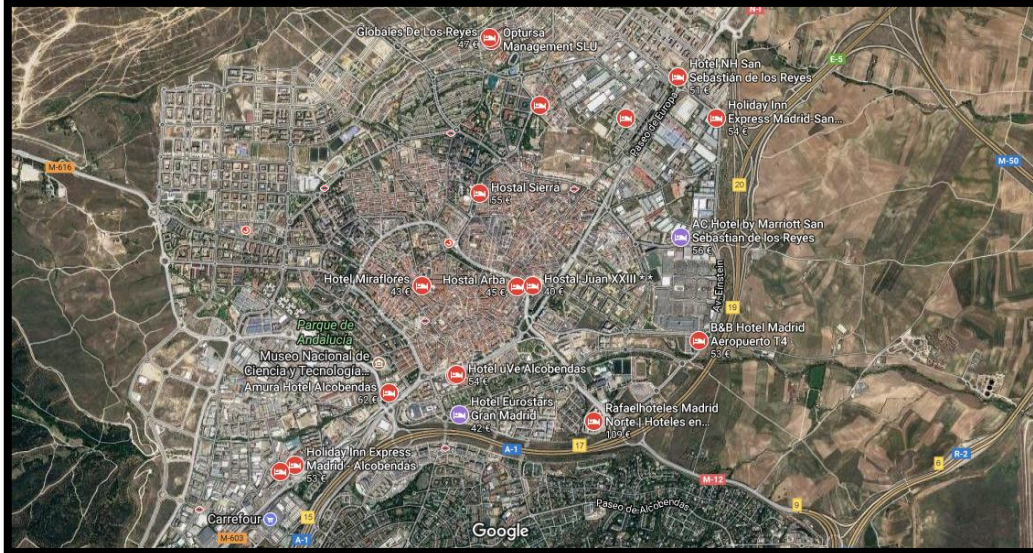 N-1
Globales De Los Reyes
47 €
Optursa
Management SLU
E-5
Hotel NH San
Sebastián de los Reyes
51 €
Paseo de Europa
Holiday Inn
Express Madrid-San...
54 €
M-50
M-616
20
Hostal Sierra
55 €
AC Hotel by Marriott San
Sebastian de los Reyes
56 €
Av. Einstein
Hotel Miraflores
43 €
Hostal Arba
45 €
Hostal Juan XXIII **
40 €
19
Parque de
Andalucía
B&B Hotel Madrid
Aeropuerto T4
53 €
Museo Nacional de
Ciencia y Tecnología...
Hotel uVe Alcobendas
54 €
Amura Hotel Alcobendas
62 €
Hotel Eurostars
Gran Madrid
42 €
Rafaelhoteles Madrid
Norte | Hoteles en...
109 €
A-1
17
R-2
6
Holiday Inn Express
Madrid - Alcobendas
53 €
M-12
9
Paseo de Alcobendas
Carrefour
15
Google
M-603
A-1